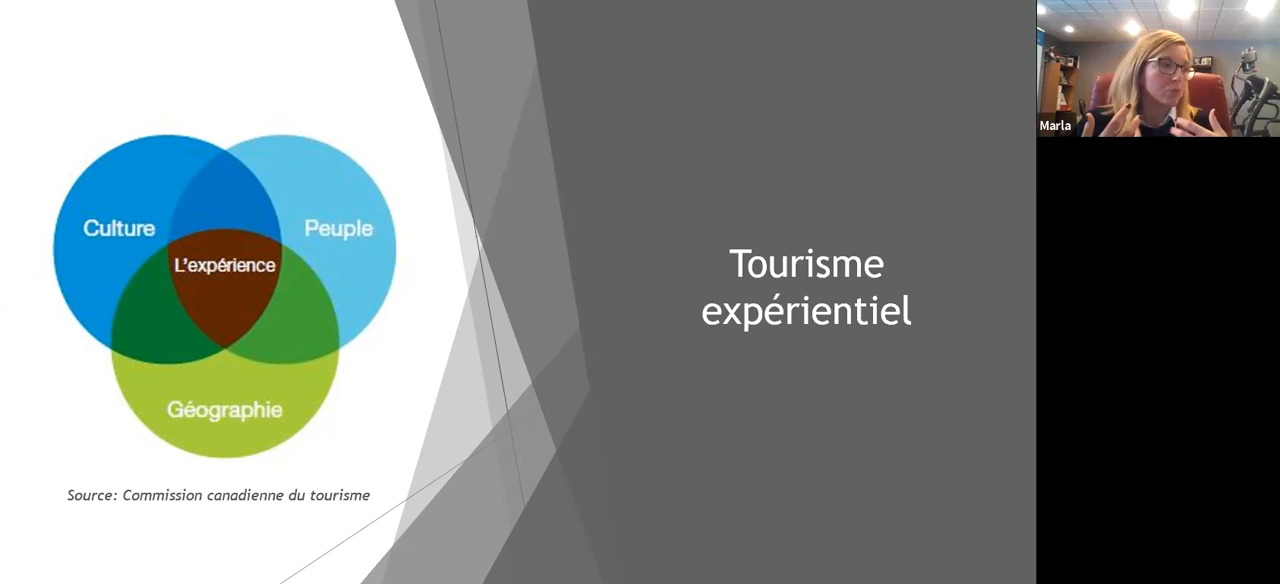 Culture
Peuple
L'expérience
Géographie
Source: Commission canadienne du tourisme
Tourisme
expérientiel
Marla